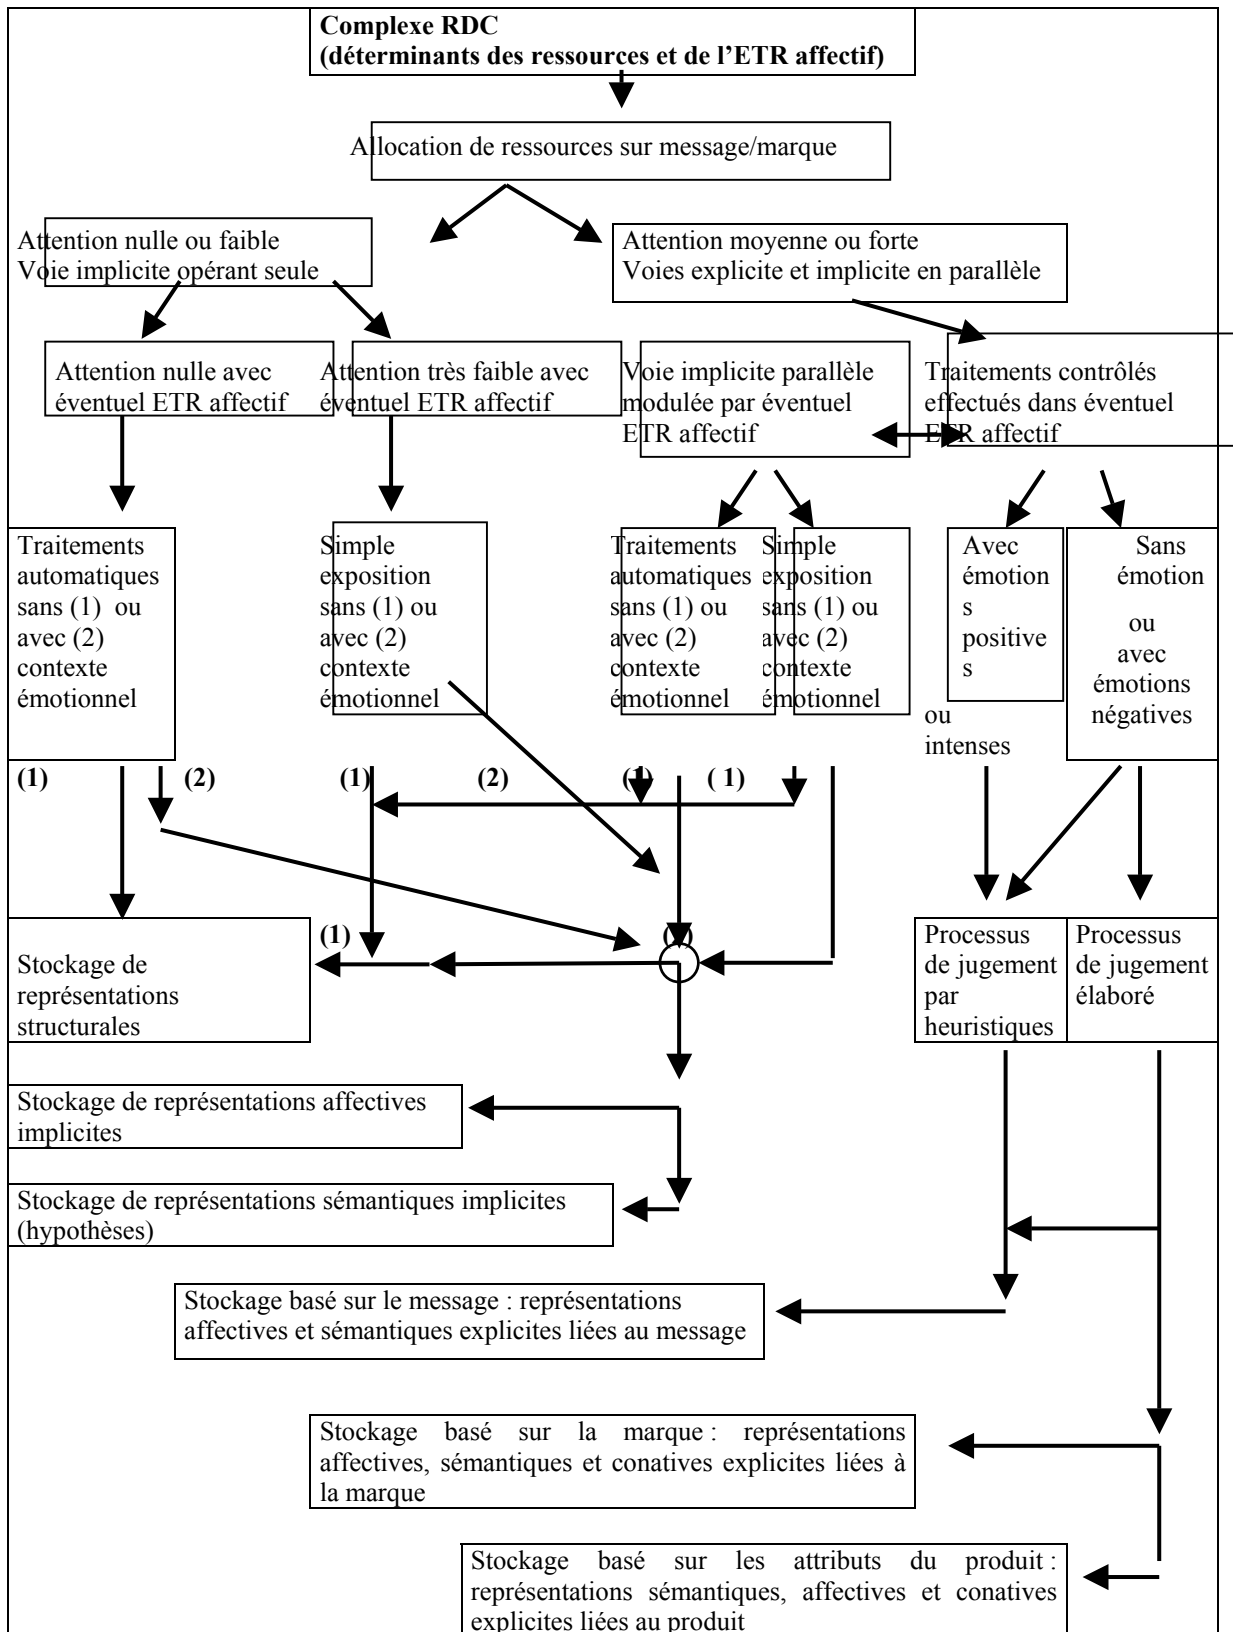 Complexe RDC
(déterminants des ressources et de l'ETR affectif)
Allocation de ressources sur message/marque
Attention nulle ou faible
Voie implicite opérant seule
Attention moyenne ou forte
Voies explicite et implicite en parallèle
Attention nulle avec
éventuel ETR affectif
Attention très faible avec
éventuel ETR affectif
Voie implicite parallèle
modulée par éventuel
ETR affectif
Traitements contrôlés
effectués dans éventuel
ETR affectif
Traitements
automatiques
sans (1)  ou
avec (2)
contexte
émotionnel
Simple
exposition
sans (1) ou
avec (2)
contexte
émotionnel
Traitements
automatiques
sans (1) ou
avec (2)
contexte
émotionnel
Simple
exposition
sans (1) ou
avec (2)
contexte
émotionnel
Avec
émotion
s
positive
s
ou
intenses
Sans
émotion
ou
avec
émotions
négatives
(1)
(2)
(1)
(2)
(1)
( 1)
(1)
Stockage de
représentations
structurales
Processus
de jugement
par
heuristiques
Processus
de jugement
élaboré
Stockage de représentations affectives
implicites
Stockage de représentations sémantiques implicites
(hypothèses)
Stockage basé sur le message : représentations
affectives et sémantiques explicites liées au message
Stockage basé sur la marque : représentations
affectives, sémantiques et conatives explicites liées à
la marque
Stockage basé sur les attributs du produit :
représentations sémantiques, affectives et conatives
explicites liées au produit